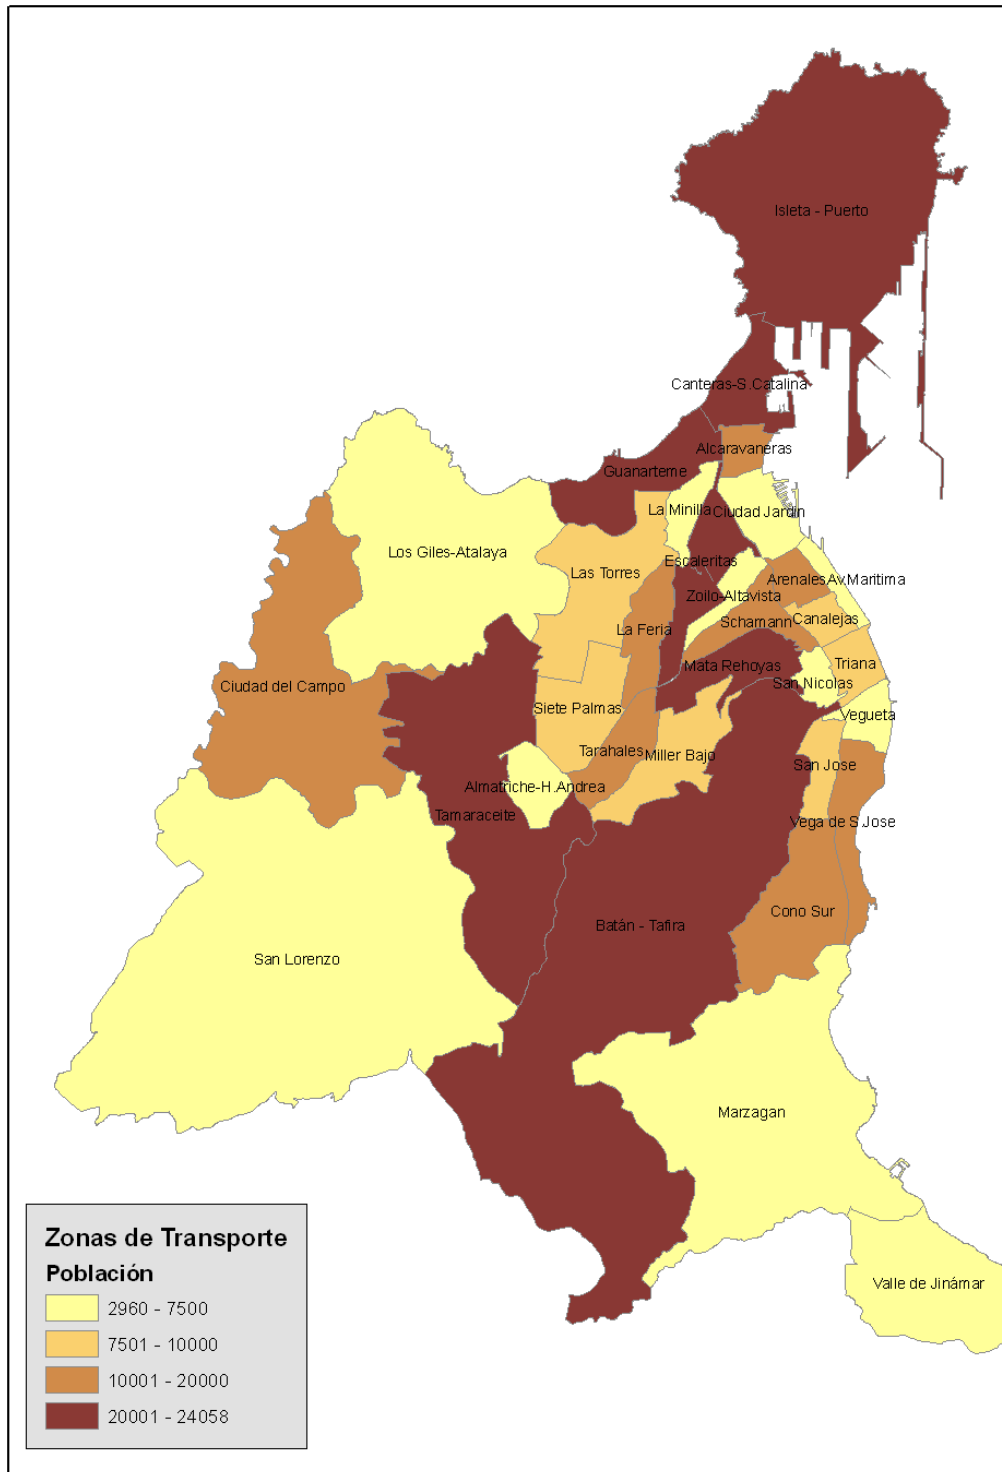 Isleta - Puerto
Canteras-S.Catalina
Alcaravaneras
Guanarteme
La Minilla
Ciudad Jardin
Los Giles-Atalaya
Escaleritas
Las Torres
Arenales
Av.Maritima
Zoilo-Altavista
Schamann
Canalejas
La Feria
Mata Rehoyas
Triana
San Nicolas
Ciudad del Campo
Siete Palmas
Vegueta
Tarahales
Miller Bajo
San Jose
Almatriche-H.Andrea
Tamaraceite
Vega de S.Jose
Cono Sur
Batán - Tafira
San Lorenzo
Marzagan
Valle de Jinámar
Zonas de Transporte
Población
2960 - 7500
7501 - 10000
10001 - 20000
20001 - 24058